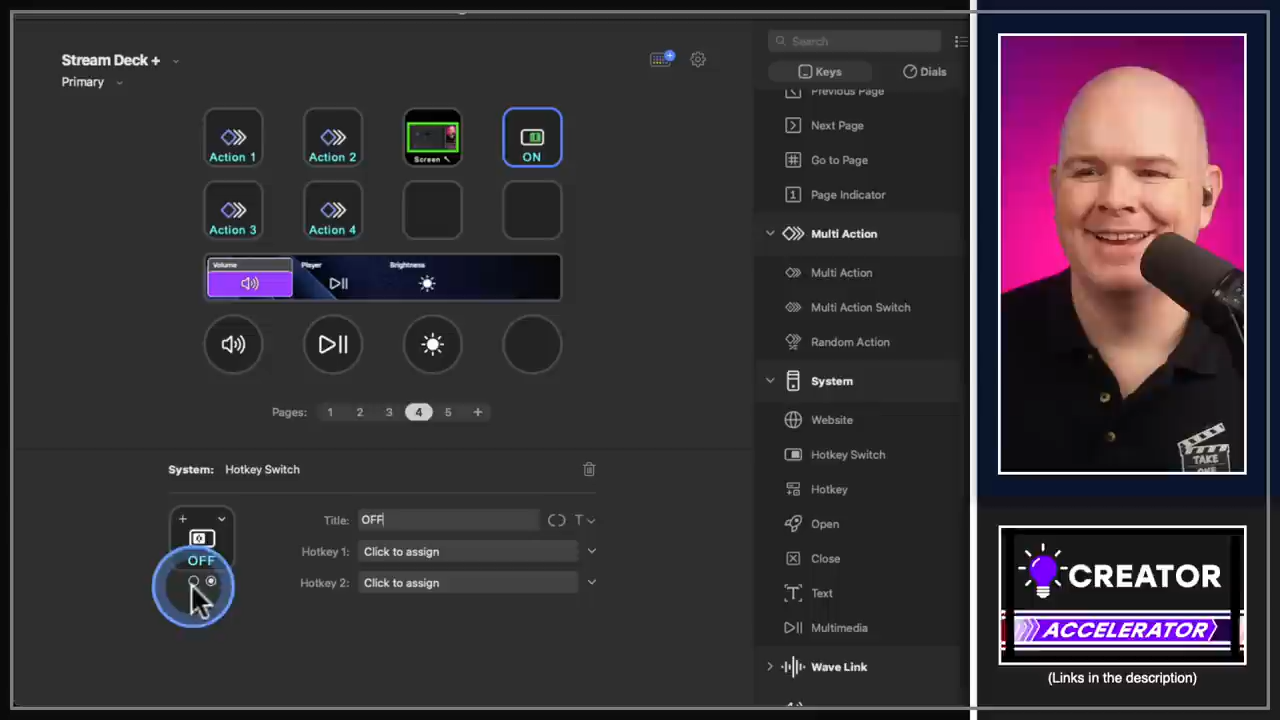 Stream Deck +
Primary
Action 1
Action 2
Screen
ON
Action 3
Action 4
Volume
Player
Brightness
Pages: 1 2 3 4 5 +
System: Hotkey Switch
Title: OFF
T
Hotkey 1: Click to assign
Hotkey 2: Click to assign
OFF
Search
Keys
Dials
Previous Page
Next Page
Go to Page
1 Page Indicator
Multi Action
Multi Action
Multi Action Switch
Random Action
System
Website
Hotkey Switch
Hotkey
Open
Close
Text
Multimedia
Wave Link
TAKE
ONE
CREATOR
ACCELERATOR
(Links in the description)